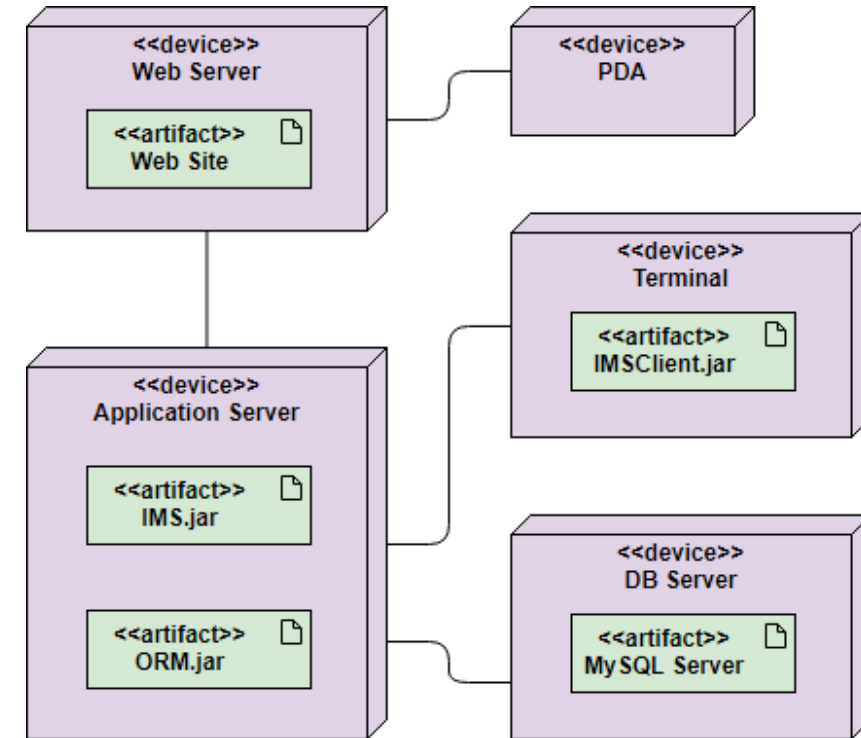 <<device>>
Web Server
<<artifact>>
Web Site
<<device>>
PDA
<<device>>
Terminal
<<artifact>>
IMSClient.jar
<<device>>
Application Server
<<artifact>>
IMS.jar
<<artifact>>
ORM.jar
<<device>>
DB Server
<<artifact>>
MySQL Server